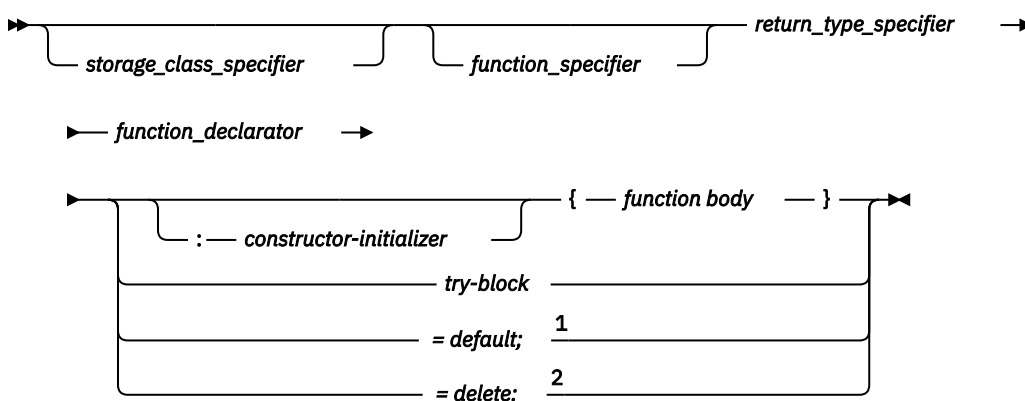 return_type_specifier
storage_class_specifier function_specifier
function_declarator
{ function body }
: constructor-initializer
try-block
= default; 1
= delete; 2